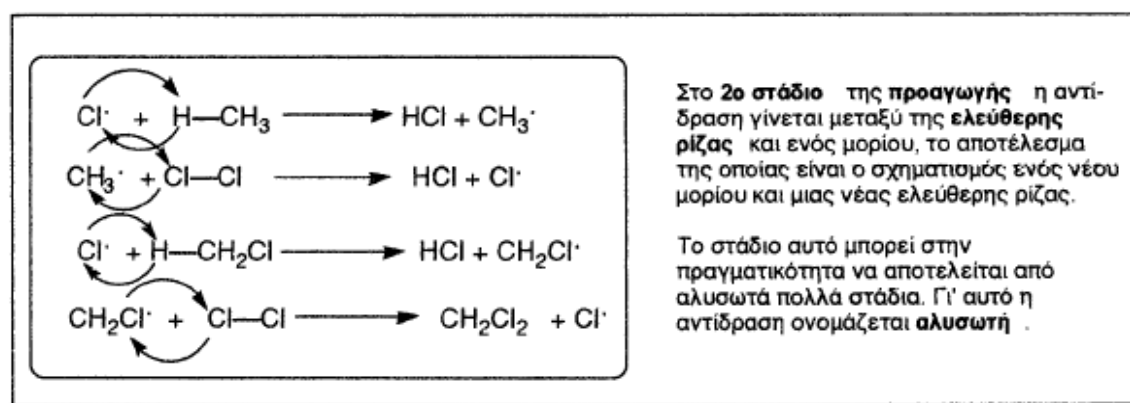 Cl· + H—CH₃ → HCl + CH₃·
CH₃· + Cl—Cl → HCl + Cl·
Cl· + H—CH₂Cl → HCl + CH₂Cl·
CH₂Cl· + Cl—Cl → CH₂Cl₂ + Cl·
Στο 2ο στάδιο της προαγωγής η αντί-
δραση γίνεται μεταξύ της ελεύθερης
ρίζας και ενός μορίου, το αποτέλεσμα
της οποίας είναι ο σχηματισμός ενός νέου
μορίου και μιας νέας ελεύθερης ρίζας.
Το στάδιο αυτό μπορεί στην
πραγματικότητα να αποτελείται από
αλυσωτά πολλά στάδια. Γι' αυτό η
αντίδραση ονομάζεται αλυσωτή .